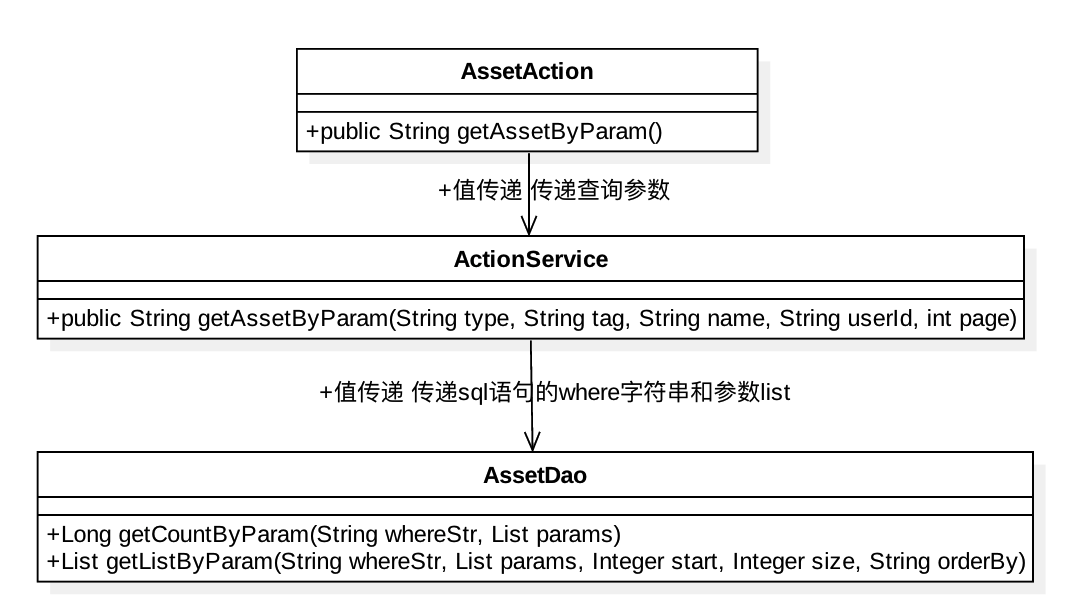 AssetAction
+public String getAssetByParam()
+值传递 传递查询参数
ActionService
+public String getAssetByParam(String type, String tag, String name, String userId, int page)
+值传递 传递sql语句的where字符串和参数list
AssetDao
+Long getCountByParam(String whereStr, List params)
+List getListByParam(String whereStr, List params, Integer start, Integer size, String orderBy)